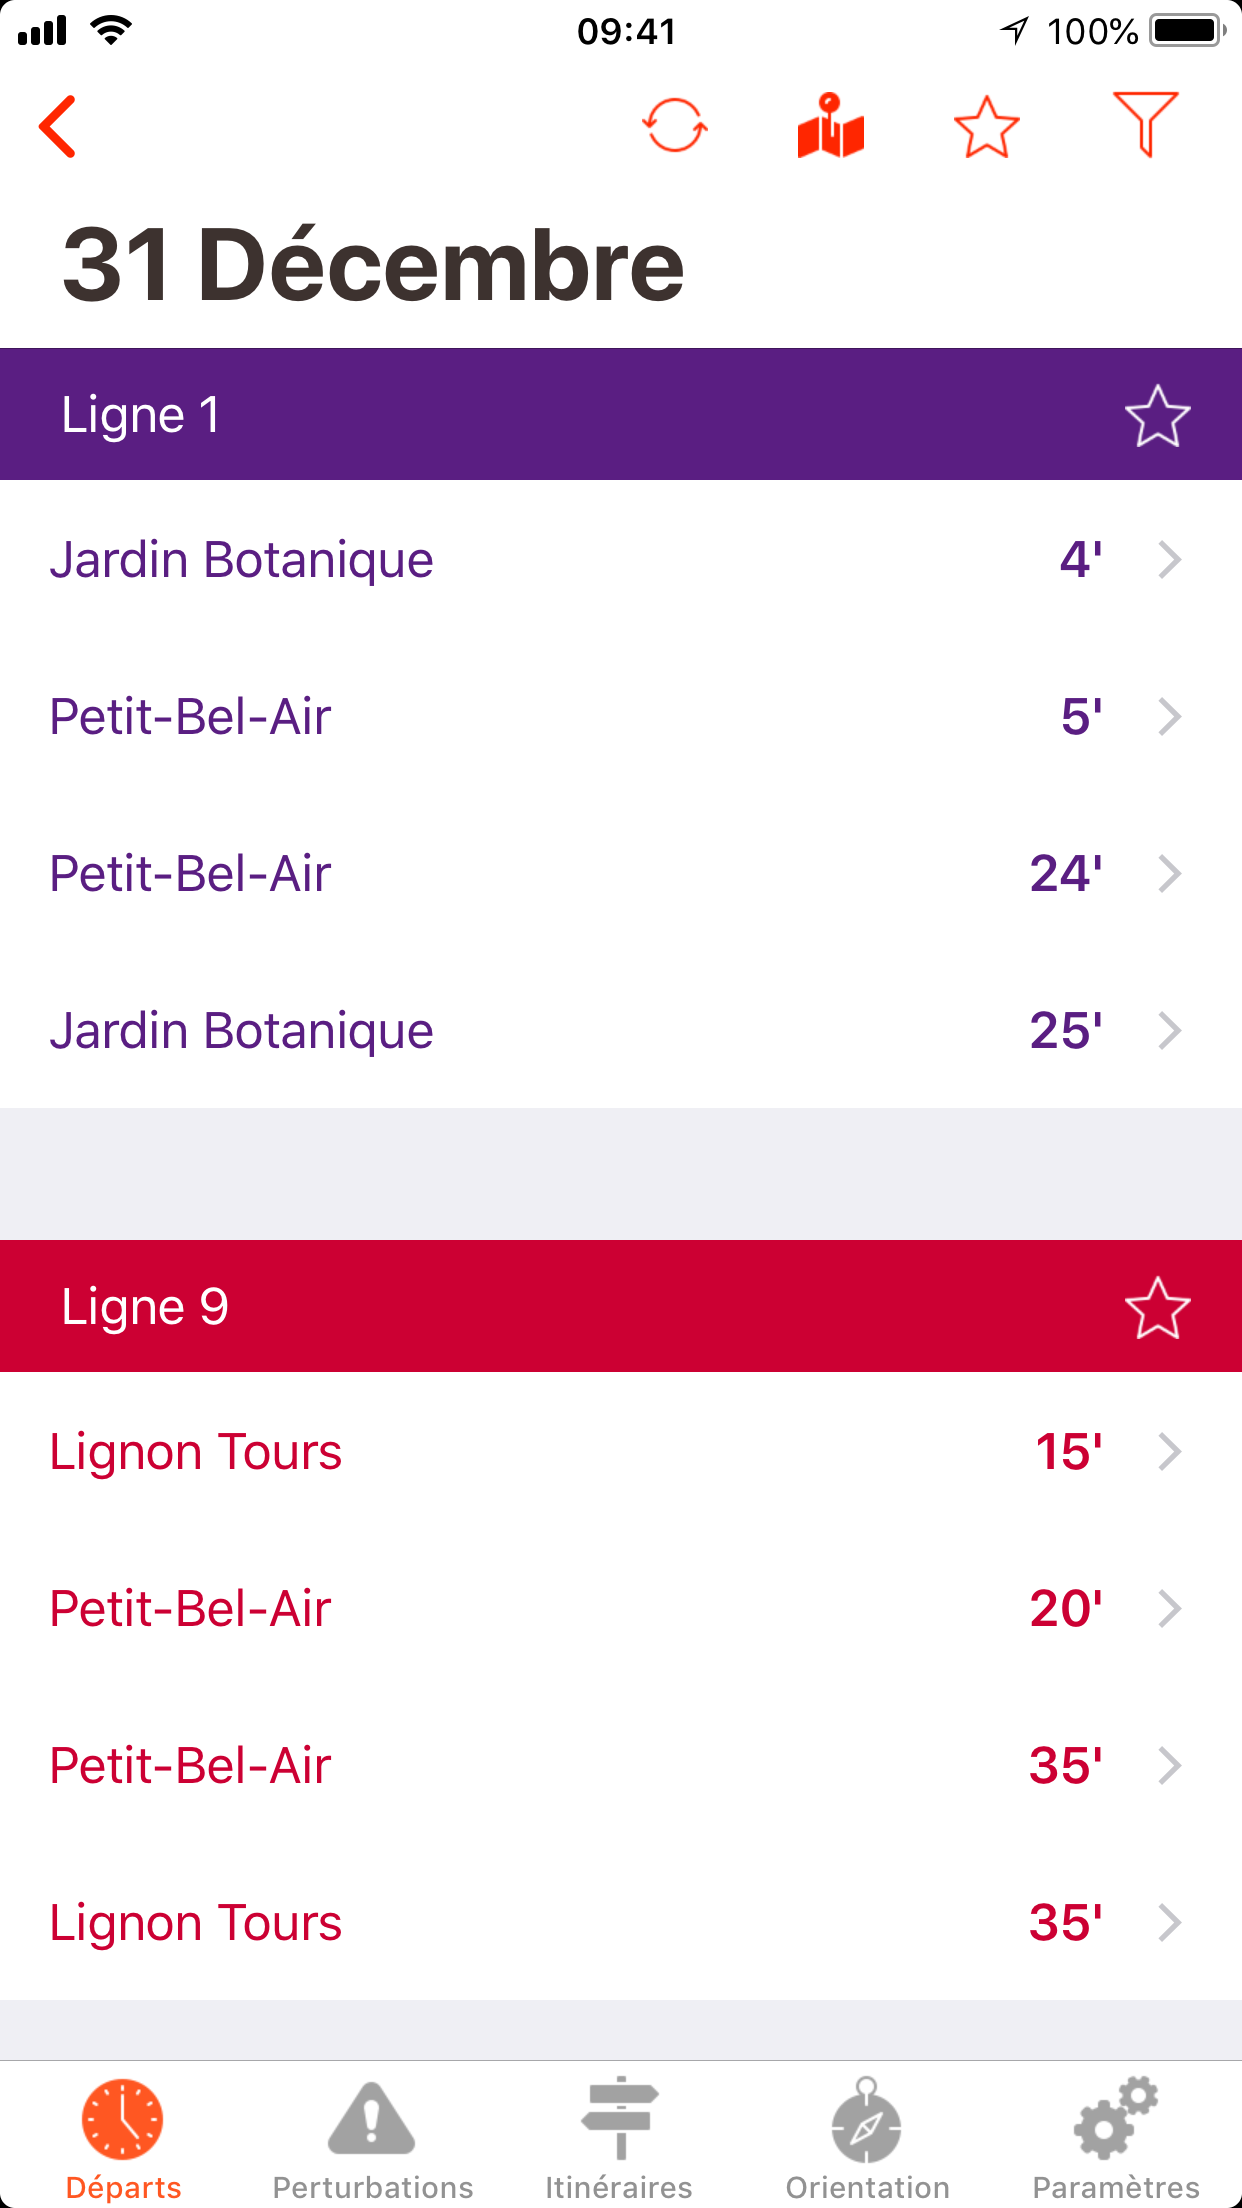 09:41
100%
31 Décembre
Ligne 1
Jardin Botanique 4'
Petit-Bel-Air 5'
Petit-Bel-Air 24'
Jardin Botanique 25'
Ligne 9
Lignon Tours 15'
Petit-Bel-Air 20'
Petit-Bel-Air 35'
Lignon Tours 35'
Départs Perturbations Itinéraires Orientation Paramètres